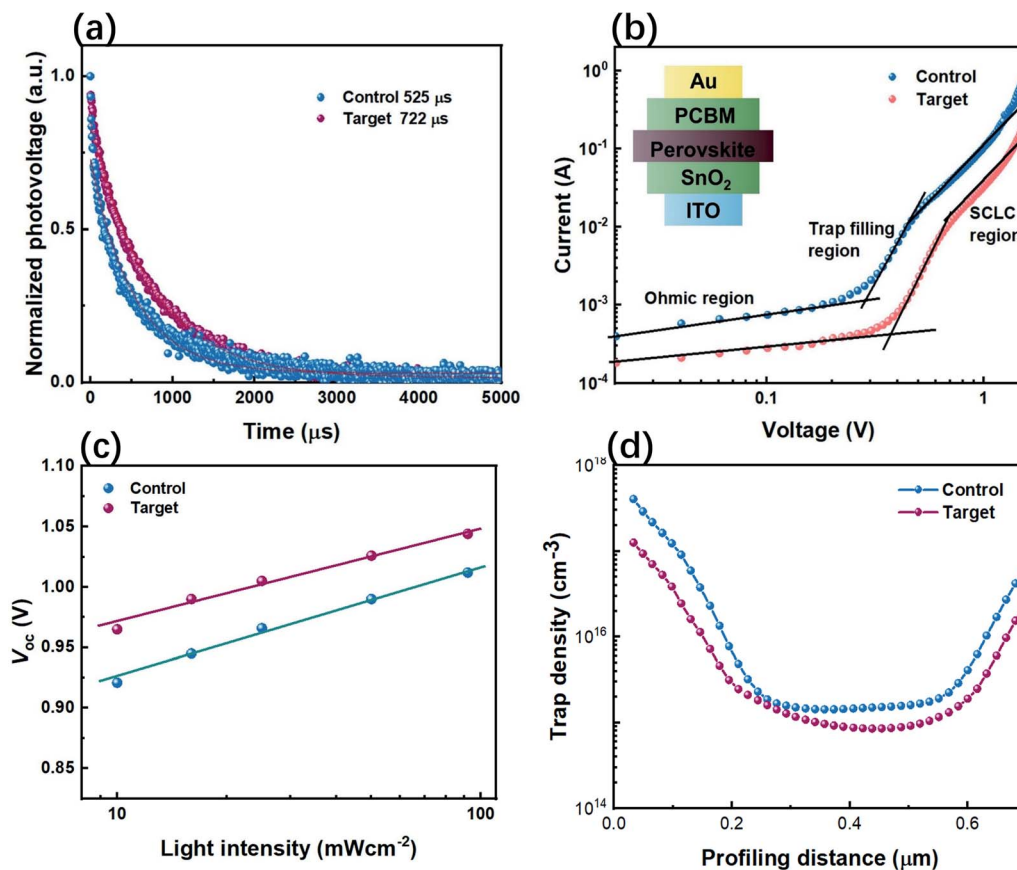 (a)
Normalized photovoltage (a.u.)
1.0
0.5
0.0
Control 525 μs
Target 722 μs
0 1000 2000 3000 4000 5000
Time (μs)
(b)
Current (A)
10⁰
10⁻¹
10⁻²
10⁻³
10⁻⁴
Au
PCBM
Perovskite
SnO₂
ITO
Control
Target
Trap filling
region
SCLC
region
Ohmic region
0.1 1
Voltage (V)
(c)
Voc (V)
1.10
1.05
1.00
0.95
0.90
0.85
Control
Target
10 100
Light intensity (mWcm⁻²)
(d)
Trap density (cm⁻³)
10¹⁸
10¹⁶
10¹⁴
Control
Target
0.0 0.2 0.4 0.6
Profiling distance (μm)